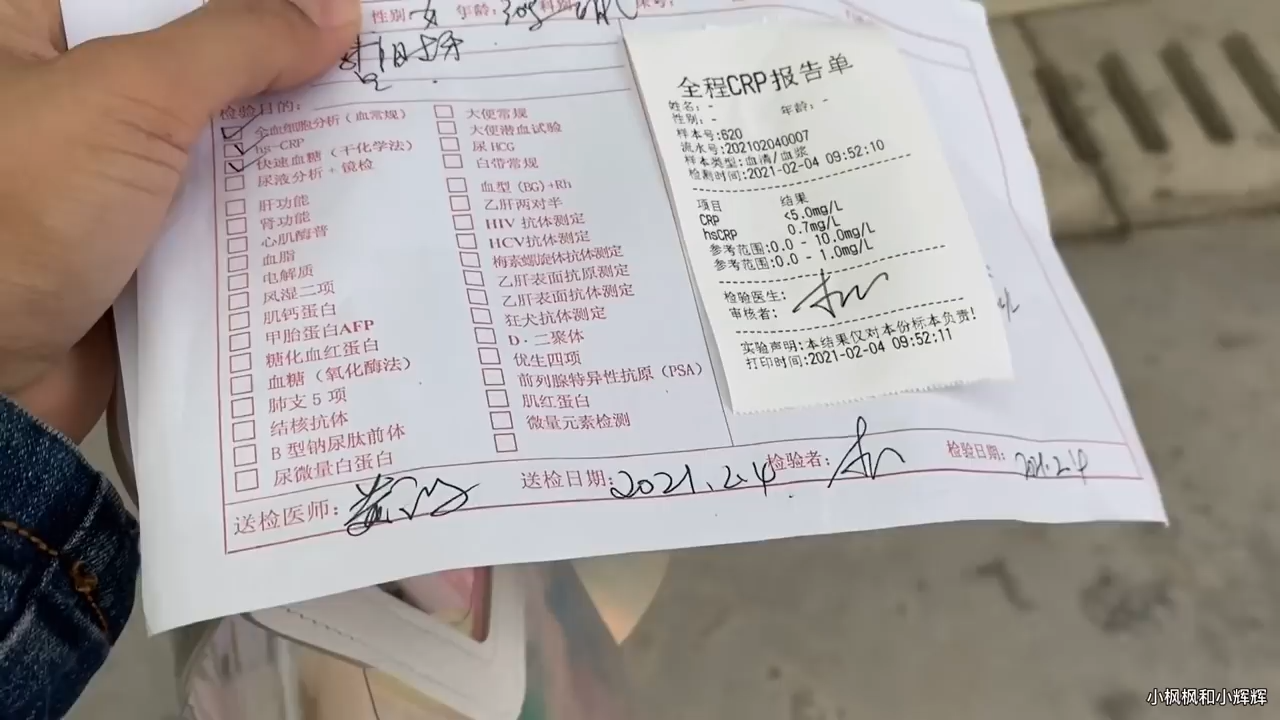 性别: 女 年龄: 30岁 科别
检验目的:
全血细胞分析(血常规)
hs-CRP
快速血糖(干化学法)
尿液分析+镜检
肝功能
肾功能
心肌酶普
血脂
电解质
风湿二项
肌钙蛋白
甲胎蛋白AFP
糖化血红蛋白
血糖(氧化酶法)
肺支5项
结核抗体
B型钠尿肽前体
尿微量白蛋白
大便常规
大便潜血试验
尿HCG
白带常规
血型(BG)+Rh
乙肝两对半
HIV 抗体测定
HCV抗体测定
梅素螺旋体抗体测定
乙肝表面抗原测定
乙肝表面抗体测定
狂犬抗体测定
D·二聚体
优生四项
前列腺特异性抗原(PSA)
肌红蛋白
微量元素检测
全程CRP报告单
姓名: - 年龄: -
性别: -
样本号:620
流水号:202102040007
样本类型:血清/血浆
检测时间:2021-02-04 09:52:10
项目 结果
CRP <5.0mg/L
hsCRP 0.7mg/L
参考范围:0.0 - 10.0mg/L
参考范围:0.0 - 1.0mg/L
检验医生:
审核者:
实验声明:本结果仅对本份标本负责!
打印时间:2021-02-04 09:52:11
送检医师: 送检日期: 2021.2.4 检验者: 检验日期: 2021.2.4
小枫枫和小辉辉